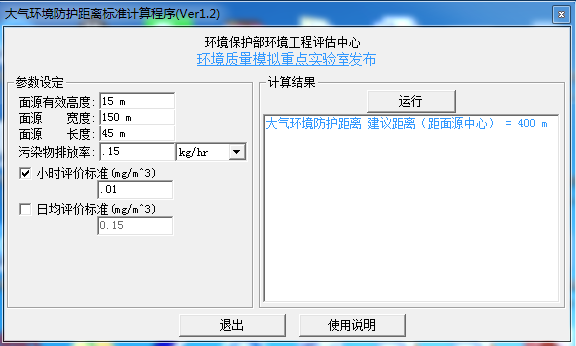 大气环境防护距离标准计算程序(Ver1.2)
环境保护部环境工程评估中心
环境质量模拟重点实验室发布
参数设定
面源有效高度: 15 m
面源 宽度: 150 m
面源 长度: 45 m
污染物排放率: .15 kg/hr
小时评价标准(mg/m^3)
.01
日均评价标准(mg/m^3)
0.15
计算结果
运行
大气环境防护距离 建议距离(距面源中心) = 400 m
退出
使用说明